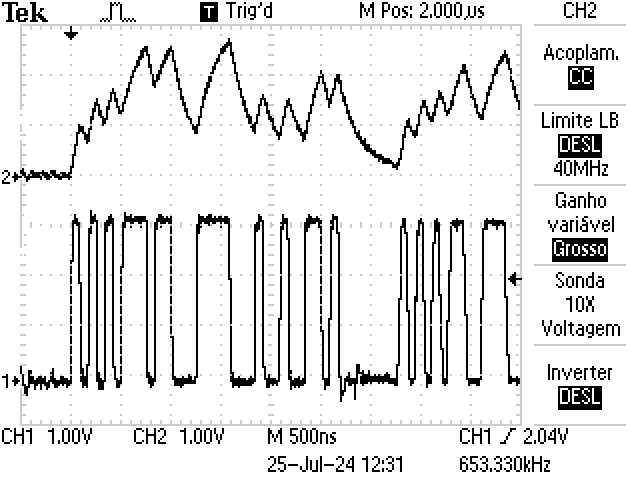 Tek T Trig'd M Pos: 2.000µs CH2
Acoplam.
CC
Limite LB
DESL
40MHz
Ganho
variável
Grosso
Sonda
10X
Voltagem
Inverter
DESL
2
1
CH1 1.00V CH2 1.00V M 500ns CH1 2.04V
25-Jul-24 12:31 653.330kHz